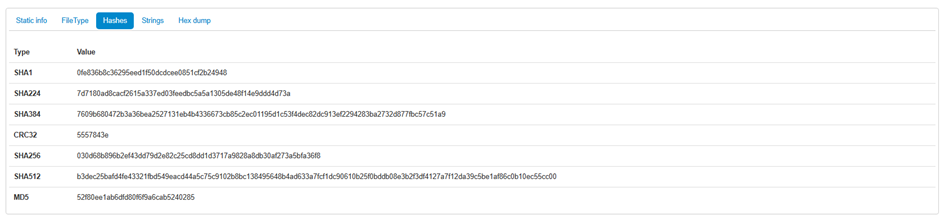 Static info FileType Hashes Strings Hex dump
Type Value
SHA1 0fe836b8c36295eed1f50dcdcee0851cf2b24948
SHA224 7d7180ad8cacf2615a337ed03feedbc5a5a1305de48f14e9ddd4d73a
SHA384 7609b680472b3a36bea2527131eb4b4336673cb85c2ec01195d1c53f4dec82dc913ef2294283ba2732d877fbc57c51a9
CRC32 5557843e
SHA256 030d68b896b2ef43dd79d2e82c25cd8dd1d3717a9828a8db30af273a5bfa36f8
SHA512 b3dec25bafd4fe43321fbd549eacd44a5c75c9102b8bc138495648b4ad633a7fcf1dc90610b25f0bddb08e3b2f3df4127a7f12da39c5be1af86c0b10ec55cc00
MD5 52f80ee1ab6dfd80f6f9a6cab5240285